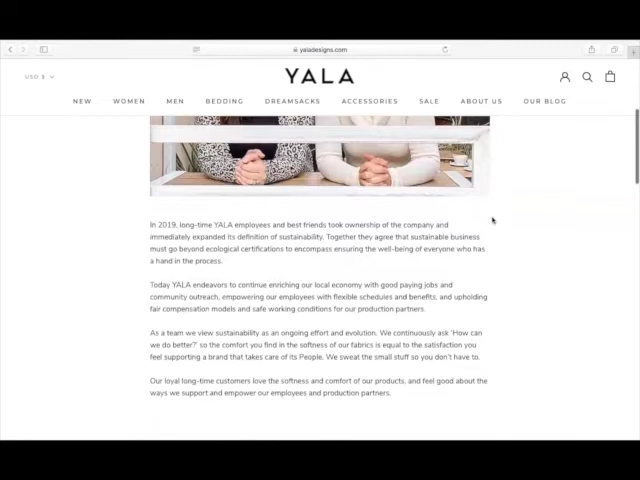 yaladesigns.com
USD $
YALA
NEW WOMEN MEN BEDDING DREAMSACKS ACCESSORIES SALE ABOUT US OUR BLOG
In 2019, long-time YALA employees and best friends took ownership of the company and
immediately expanded its definition of sustainability. Together they agree that sustainable business
must go beyond ecological certifications to encompass ensuring the well-being of everyone who has
a hand in the process.
Today YALA endeavors to continue enriching our local economy with good paying jobs and
community outreach, empowering our employees with flexible schedules and benefits, and upholding
fair compensation models and safe working conditions for our production partners.
As a team we view sustainability as an ongoing effort and evolution. We continuously ask 'How can
we do better?' so the comfort you find in the softness of our fabrics is equal to the satisfaction you
feel supporting a brand that takes care of its People. We sweat the small stuff so you don't have to.
Our loyal long-time customers love the softness and comfort of our products, and feel good about the
ways we support and empower our employees and production partners.